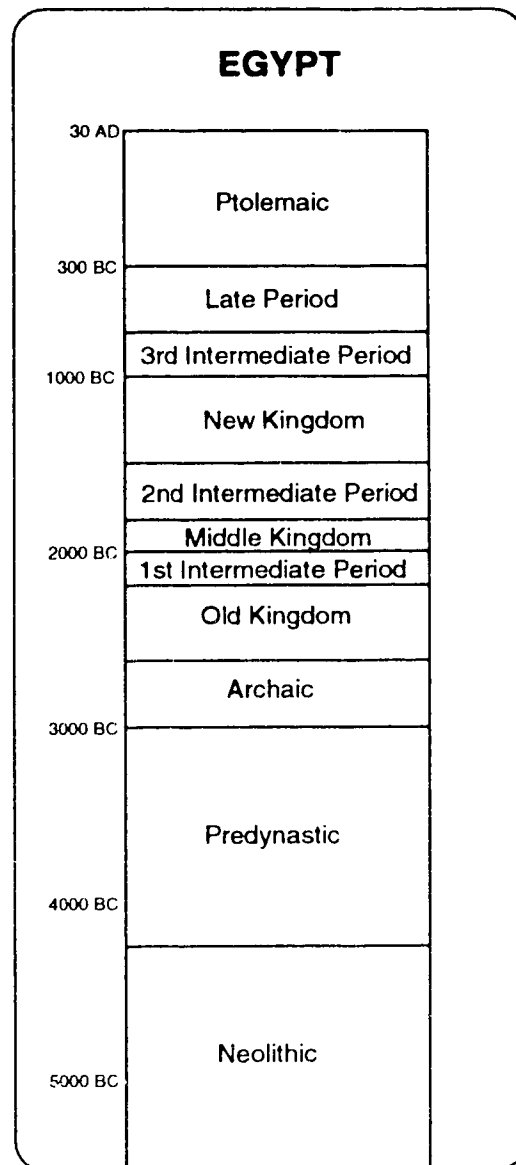 EGYPT
30 AD
Ptolemaic
300 BC
Late Period
3rd Intermediate Period
1000 BC
New Kingdom
2nd Intermediate Period
Middle Kingdom
2000 BC
1st Intermediate Period
Old Kingdom
Archaic
3000 BC
Predynastic
4000 BC
Neolithic
5000 BC